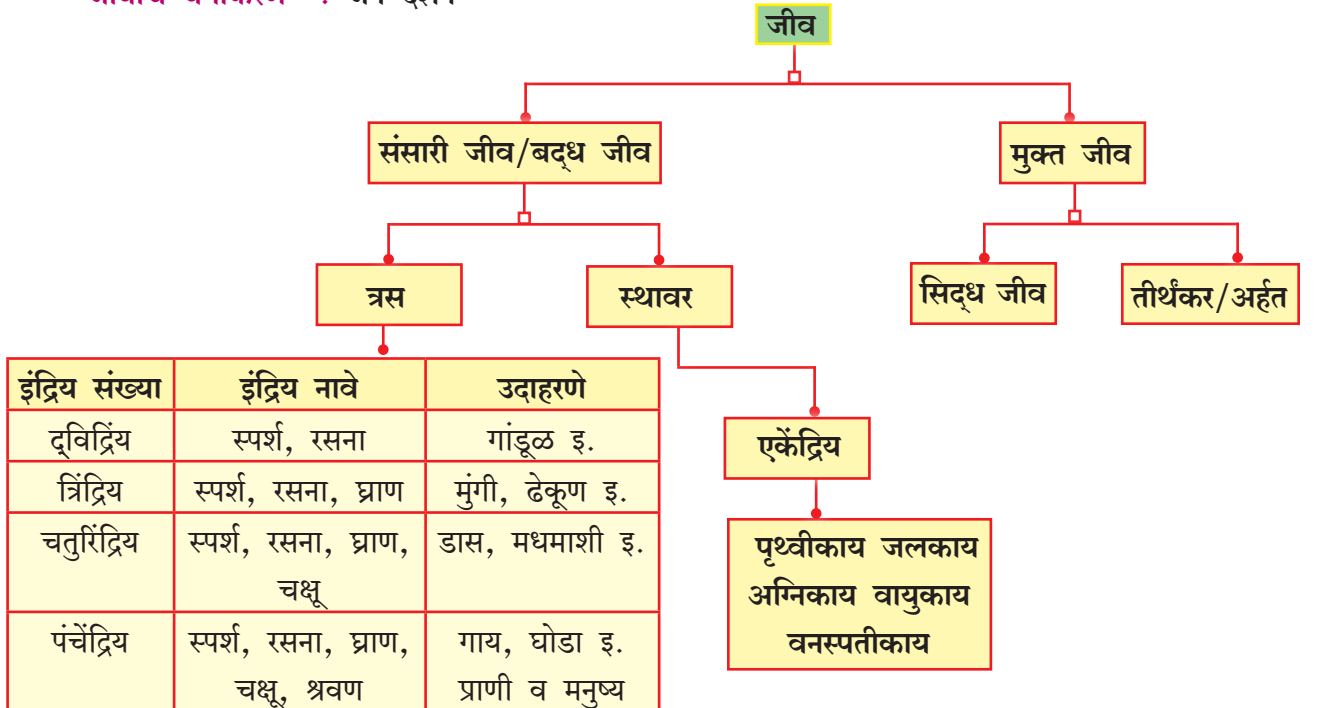 जीव
संसारी जीव/बद्ध जीव
मुक्त जीव
त्रस
स्थावर
सिद्ध जीव
तीर्थंकर/अर्हत
इंद्रिय संख्या इंद्रिय नावे उदाहरणे
द्विद्रिंय स्पर्श, रसना गांडूळ इ.
त्रिंद्रिय स्पर्श, रसना, घ्राण मुंगी, ढेकूण इ.
चतुरिंद्रिय स्पर्श, रसना, घ्राण, डास, मधमाशी इ.
चक्षू
पंचेंद्रिय स्पर्श, रसना, घ्राण, गाय, घोडा इ.
चक्षू, श्रवण प्राणी व मनुष्य
एकेंद्रिय
पृथ्वीकाय जलकाय
अग्निकाय वायुकाय
वनस्पतीकाय